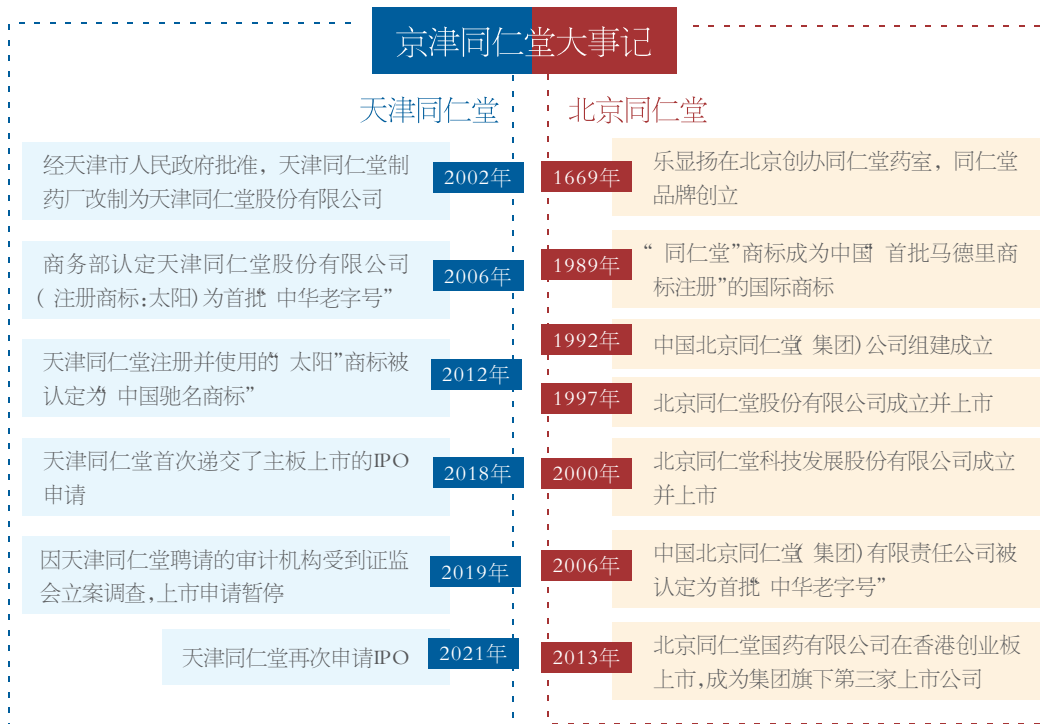 京津同仁堂大事记
天津同仁堂
经天津市人民政府批准，天津同仁堂制
药厂改制为天津同仁堂股份有限公司
2002年
商务部认定天津同仁堂股份有限公司
(注册商标:太阳)为首批“中华老字号”
2006年
天津同仁堂注册并使用的“太阳”商标被
认定为“中国驰名商标”
2012年
天津同仁堂首次递交了主板上市的IPO
申请
2018年
因天津同仁堂聘请的审计机构受到证监
会立案调查,上市申请暂停
2019年
天津同仁堂再次申请IPO
2021年
北京同仁堂
1669年
乐显扬在北京创办同仁堂药室，同仁堂
品牌创立
1989年
“同仁堂”商标成为中国“首批马德里商
标注册”的国际商标
1992年
中国北京同仁堂(集团)公司组建成立
1997年
北京同仁堂股份有限公司成立并上市
2000年
北京同仁堂科技发展股份有限公司成立
并上市
2006年
中国北京同仁堂(集团)有限责任公司被
认定为首批“中华老字号”
2013年
北京同仁堂国药有限公司在香港创业板
上市,成为集团旗下第三家上市公司